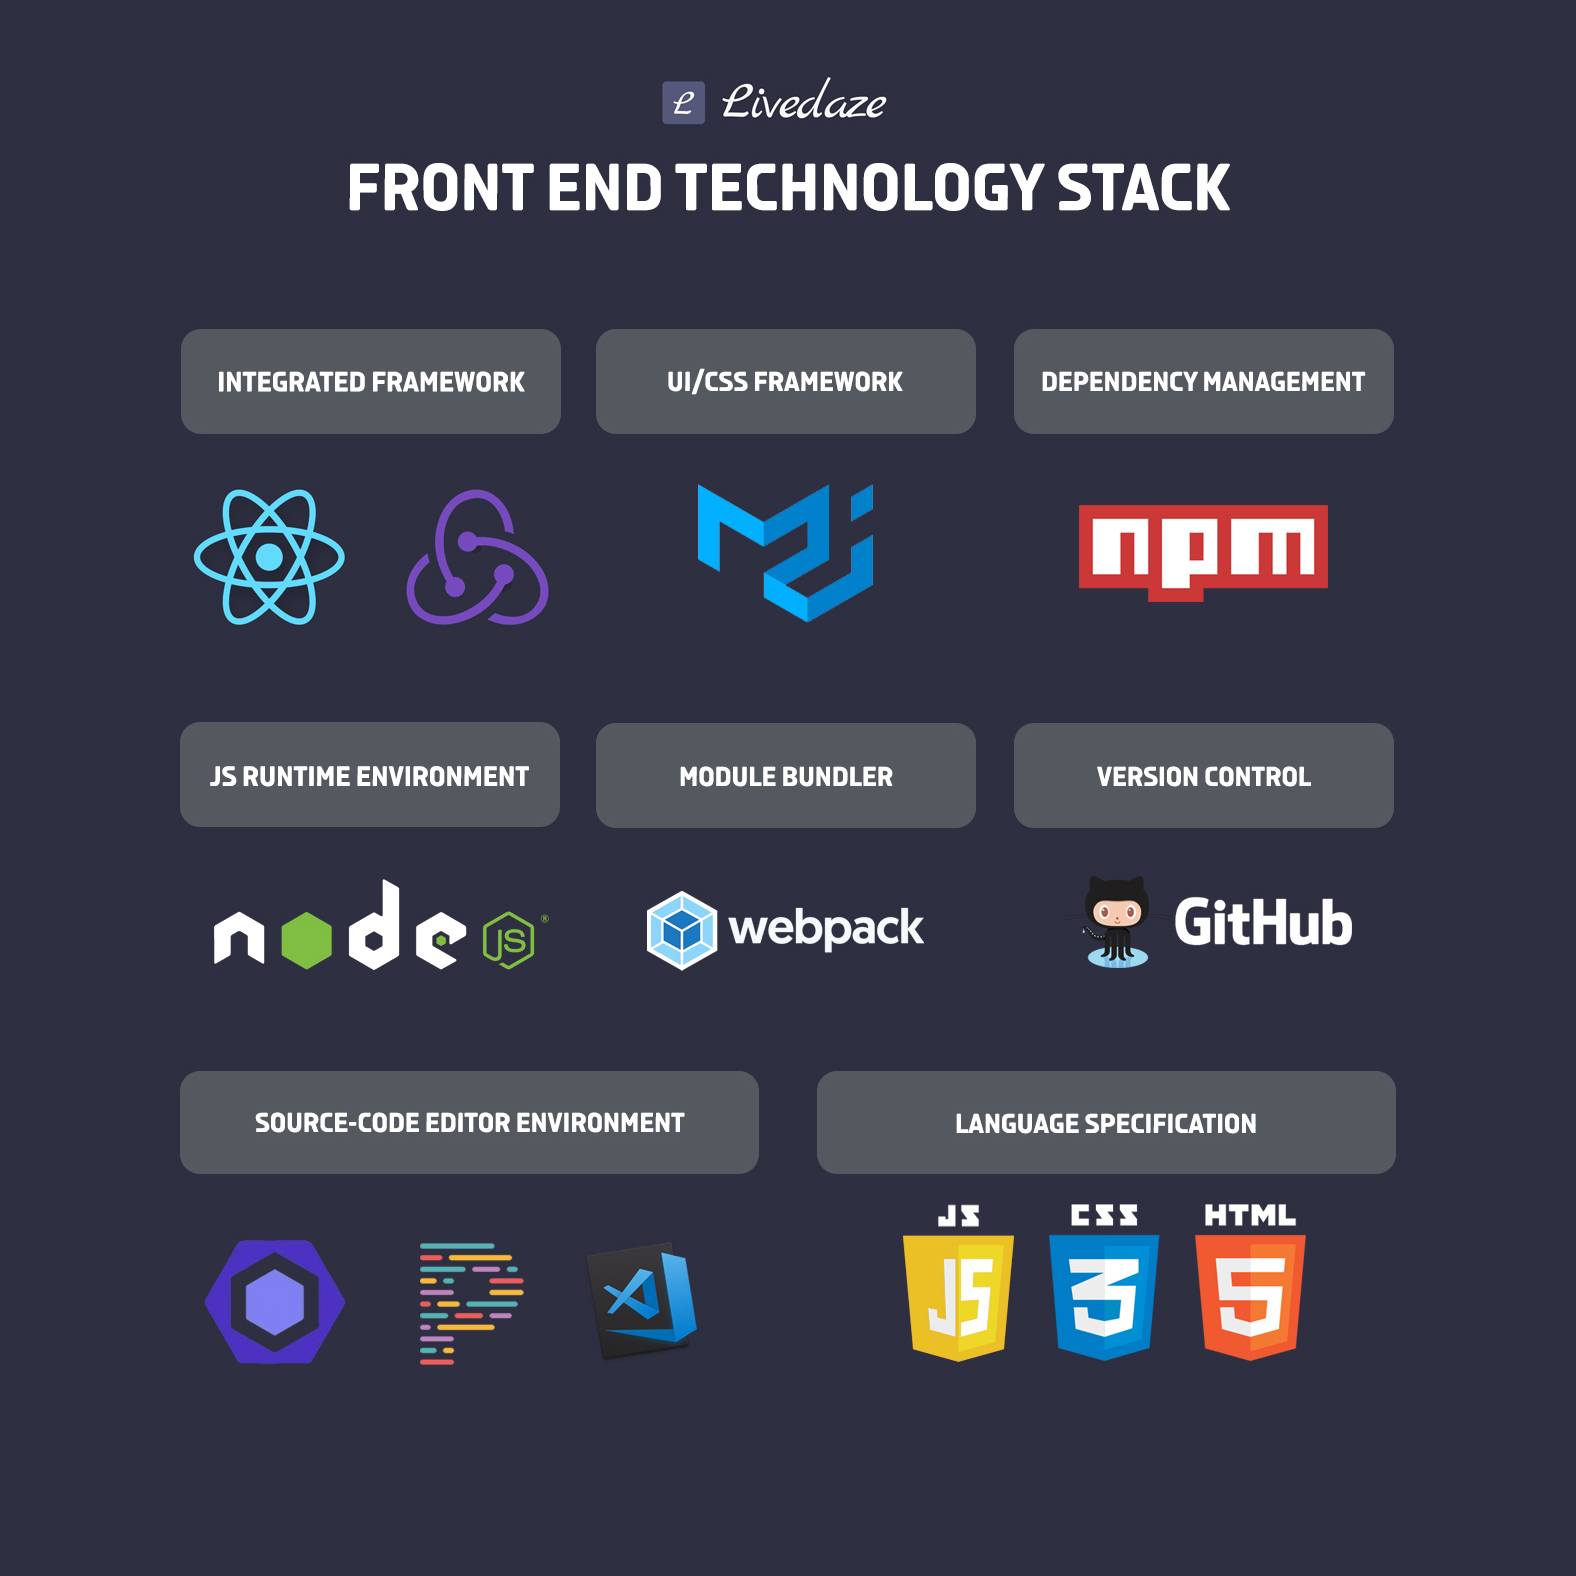 L Livedaze
FRONT END TECHNOLOGY STACK
INTEGRATED FRAMEWORK
UI/CSS FRAMEWORK
DEPENDENCY MANAGEMENT
npm
JS RUNTIME ENVIRONMENT
MODULE BUNDLER
VERSION CONTROL
node JS ®
webpack
GitHub
SOURCE-CODE EDITOR ENVIRONMENT
LANGUAGE SPECIFICATION
JS CSS HTML
JS 3 5